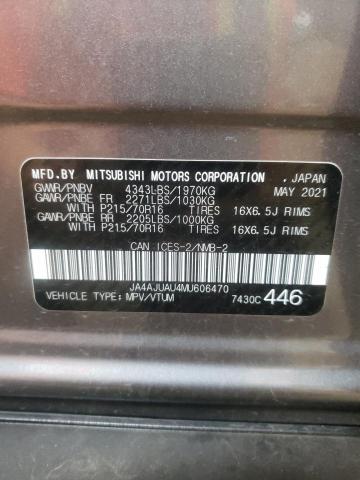 MFD.BY MITSUBISHI MOTORS CORPORATION . JAPAN
GWWR/PNBV 4343LBS/1970KG MAY 2021
GAWR/PNBE FR 2271LBS/1030KG
WITH P215/70R16 TIRES 16X6.5J RIMS
GAWR/PNBE RR 2205LBS/1000KG
WITH P215/70R16 TIRES 16X6.5J RIMS
CAN ICES-2/NMB-2
JA4AJUAU4MU606470
VEHICLE TYPE:MPV/VTUM 7430C 446